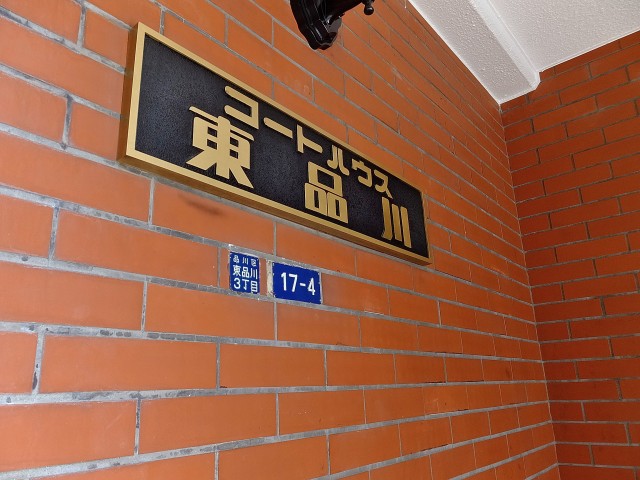 コートハウス
東品川
品川区
東品川
3丁目
17-4